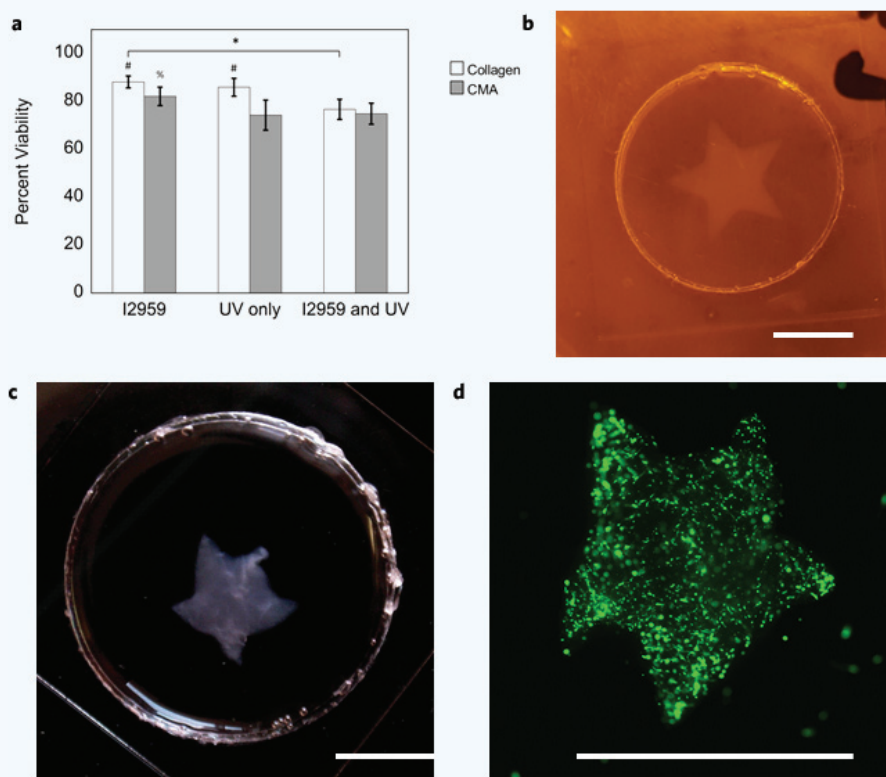 a
100
80
60
40
20
0
Percent Viability
*
#
%
#
I2959
UV only
I2959 and UV
Collagen
CMA
b
c
d